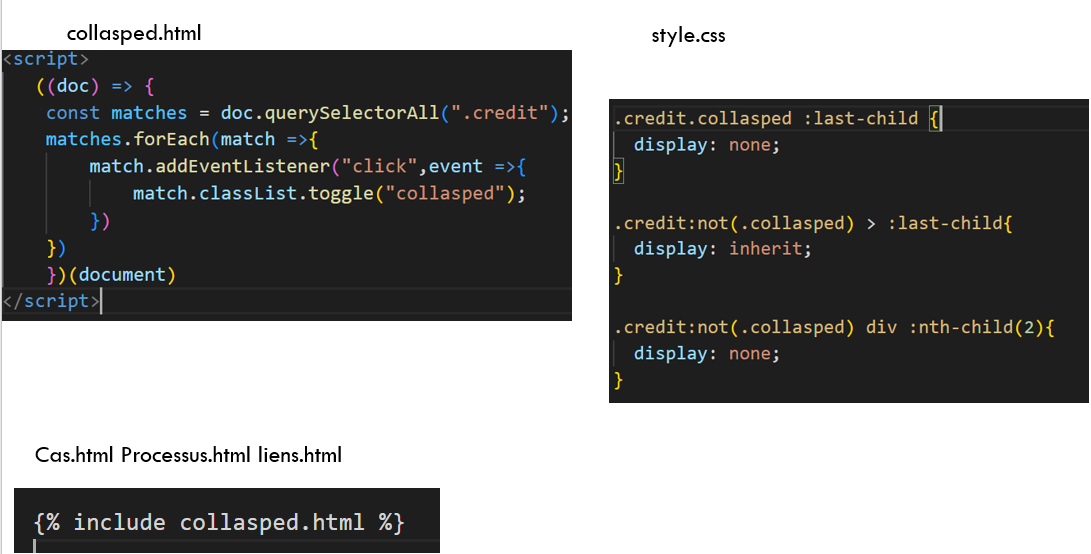 collasped.html
<script>
((doc) => {
const matches = doc.querySelectorAll(".credit");
matches.forEach(match =>{
match.addEventListener("click",event =>{
match.classList.toggle("collasped");
})
})
})(document)
</script>
style.css
.credit.collasped :last-child {
display: none;
}
.credit:not(.collasped) > :last-child{
display: inherit;
}
.credit:not(.collasped) div :nth-child(2){
display: none;
}
Cas.html Processus.html liens.html
{% include collasped.html %}